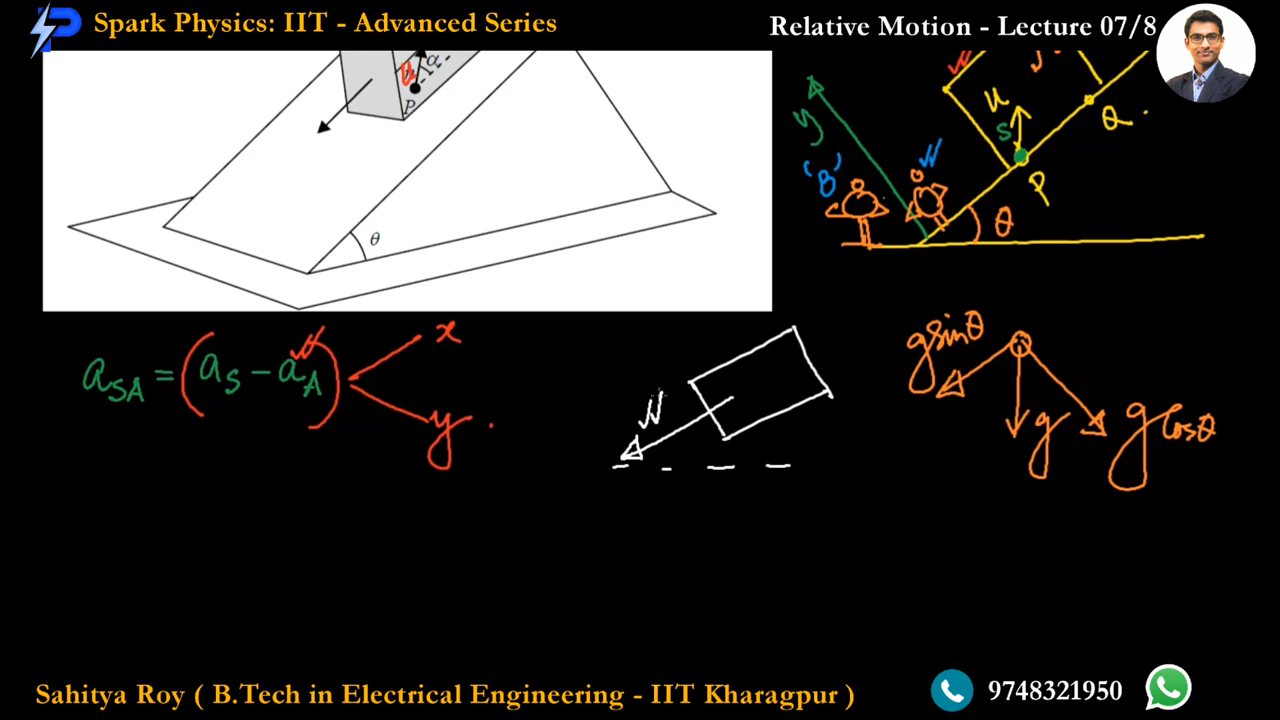 Spark Physics: IIT - Advanced Series
Relative Motion - Lecture 07/8
u α
P
θ
y
'B'
u
S
P
Q
θ
a_SA = (a_S - a_A)
x
y
g sinθ
g
g cosθ
Sahitya Roy ( B.Tech in Electrical Engineering - IIT Kharagpur )
9748321950